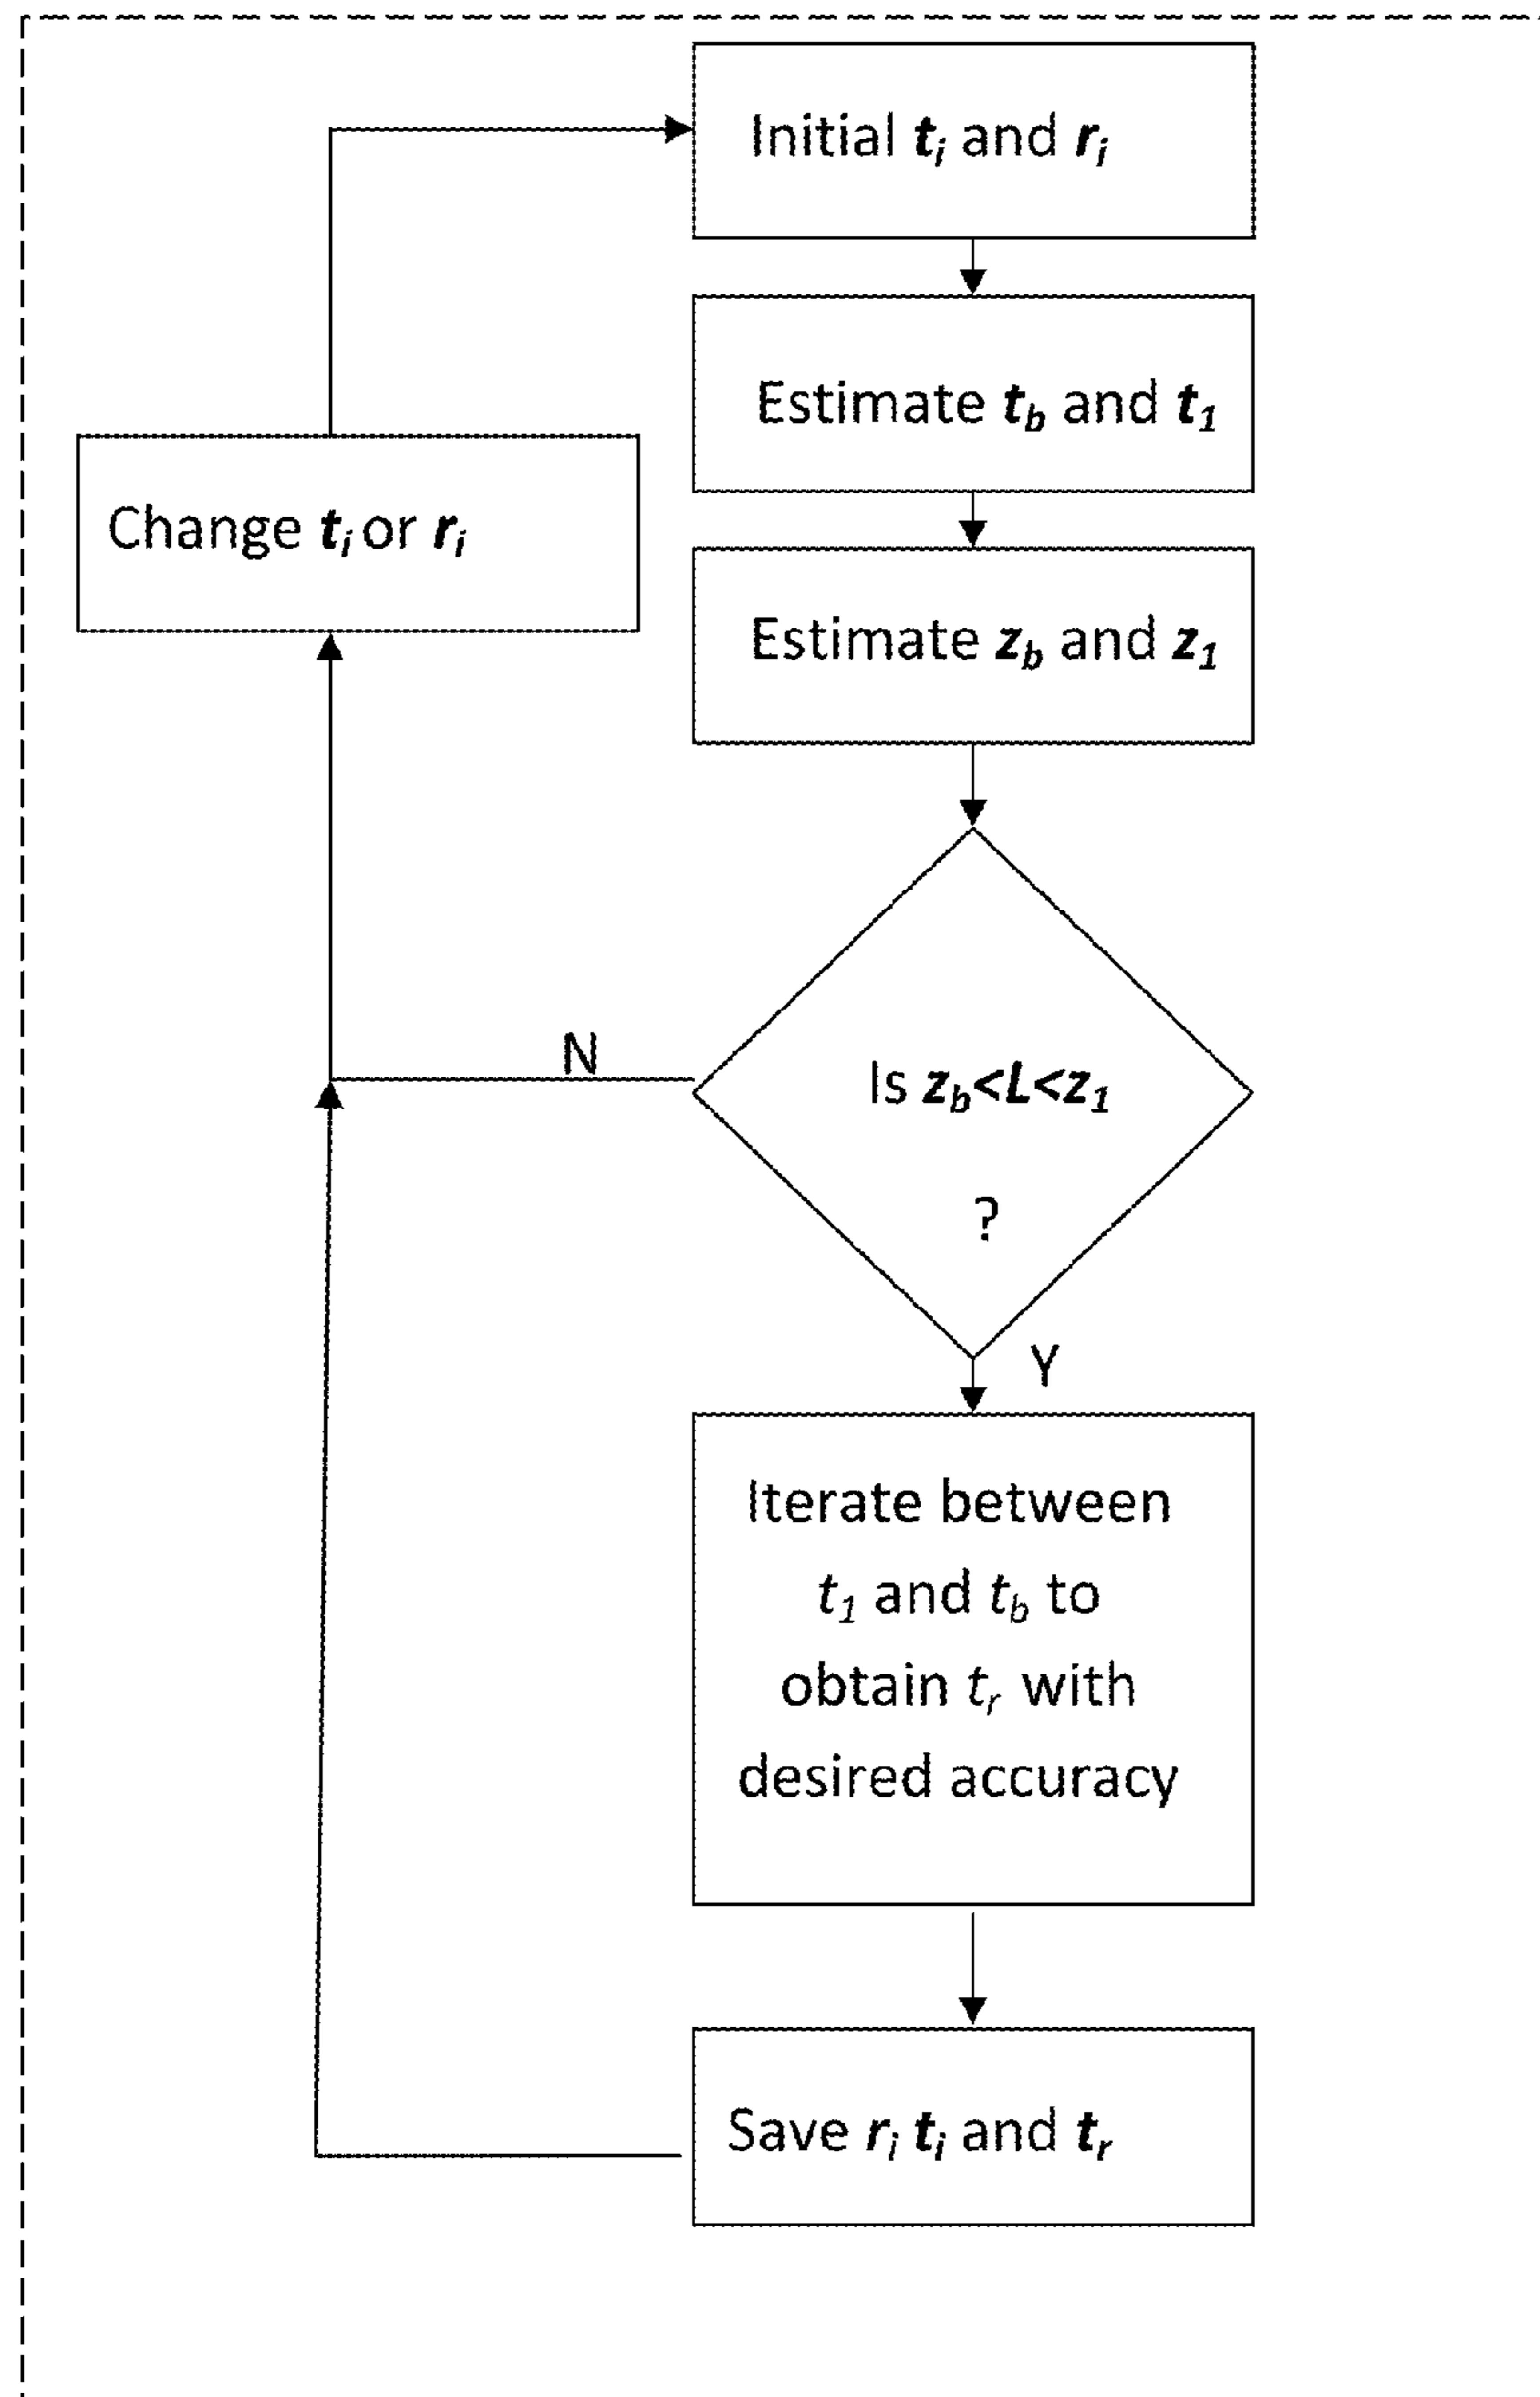 Initial t_i and r_i
Estimate t_b and t_1
Change t_i or r_i
Estimate z_b and z_1
N
Is z_b<L<z_1
?
Y
Iterate between
t_1 and t_b to
obtain t_r with
desired accuracy
Save r_i t_i and t_r